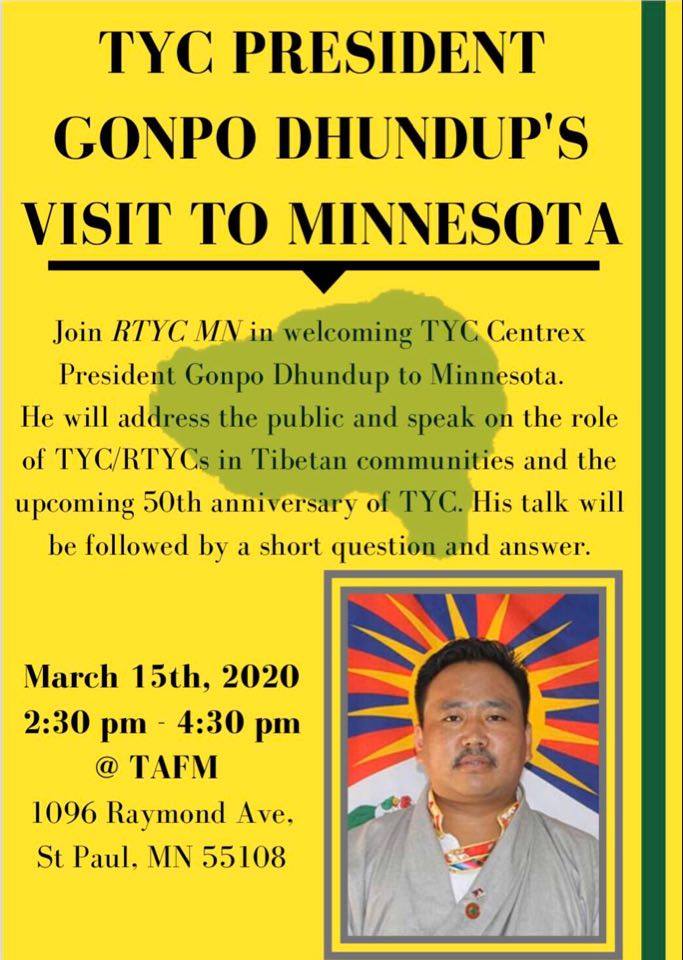 TYC PRESIDENT
GONPO DHUNDUP'S
VISIT TO MINNESOTA
Join RTYC MN in welcoming TYC Centrex
President Gonpo Dhundup to Minnesota.
He will address the public and speak on the role
of TYC/RTYCs in Tibetan communities and the
upcoming 50th anniversary of TYC. His talk will
be followed by a short question and answer.
March 15th, 2020
2:30 pm - 4:30 pm
@ TAFM
1096 Raymond Ave,
St Paul, MN 55108